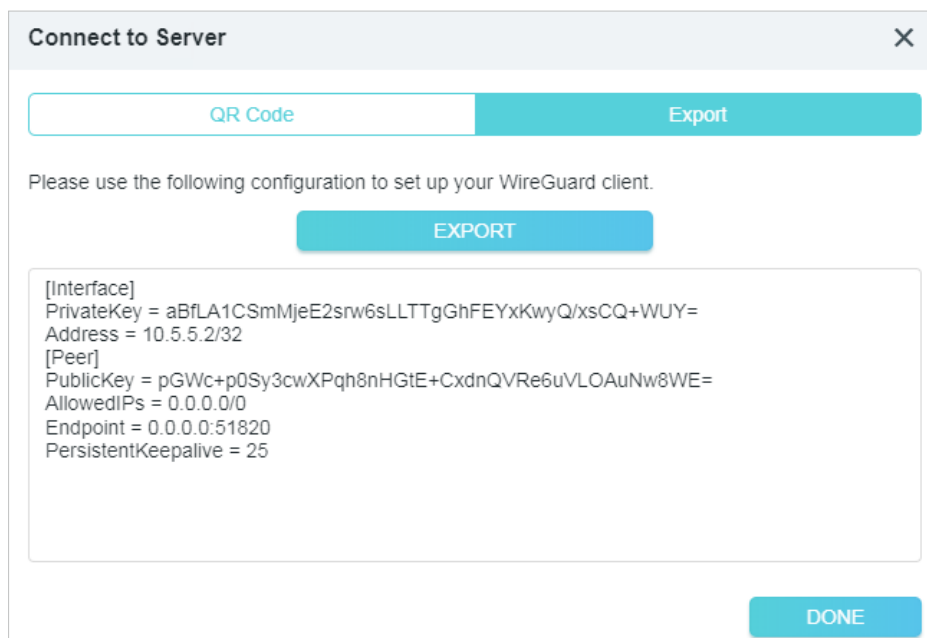 Connect to Server
QR Code
Export
Please use the following configuration to set up your WireGuard client.
EXPORT
[Interface]
PrivateKey = aBfLA1CSmMjeE2srw6sLLTTgGhFEYxKwyQ/xsCQ+WUY=
Address = 10.5.5.2/32
[Peer]
PublicKey = pGWc+p0Sy3cwXPqh8nHGtE+CxdnQVRe6uVLOAuNw8WE=
AllowedIPs = 0.0.0.0/0
Endpoint = 0.0.0.0:51820
PersistentKeepalive = 25
DONE